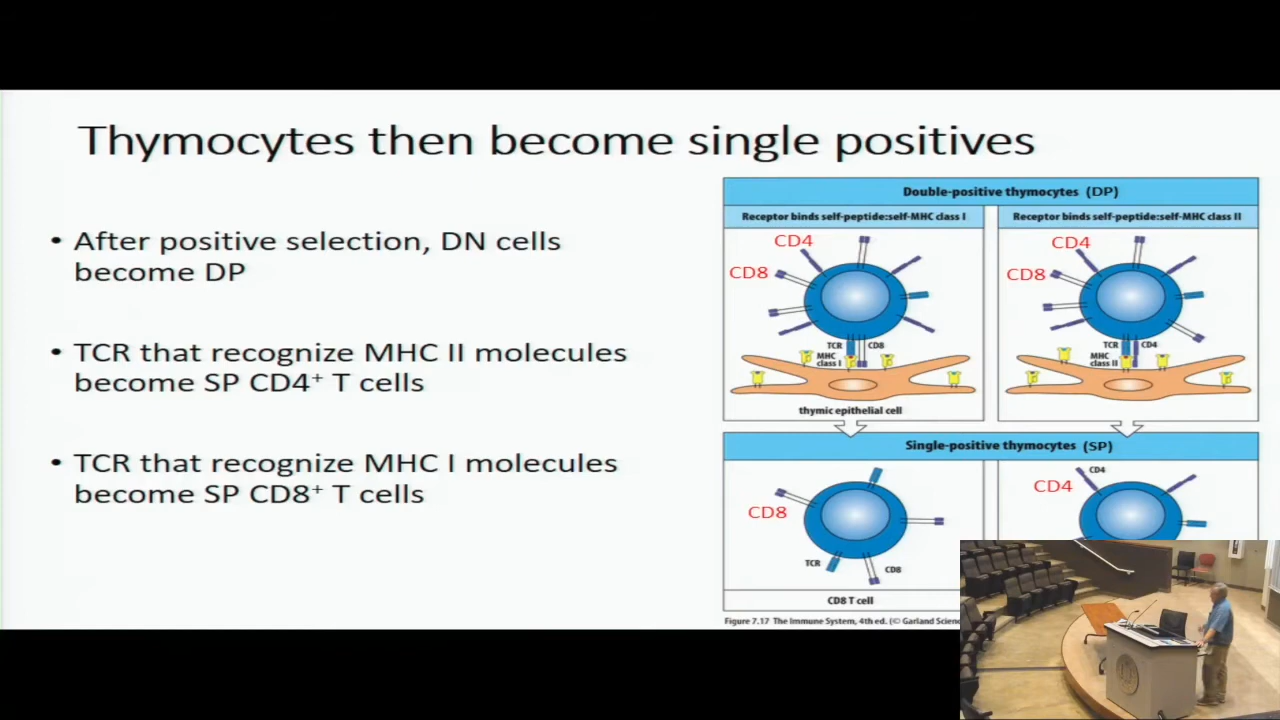 Thymocytes then become single positives
• After positive selection, DN cells
become DP
• TCR that recognize MHC II molecules
become SP CD4⁺ T cells
• TCR that recognize MHC I molecules
become SP CD8⁺ T cells
Double-positive thymocytes (DP)
Receptor binds self-peptide:self-MHC class I
Receptor binds self-peptide:self-MHC class II
CD4
CD8
TCR
CD8
MHC
class I
thymic epithelial cell
CD4
CD8
TCR
CD4
MHC
class II
Single-positive thymocytes (SP)
CD8
TCR
CD8
CD8 T cell
CD4
CD4
Figure 7.17 The Immune System, 4th ed. (© Garland Scien